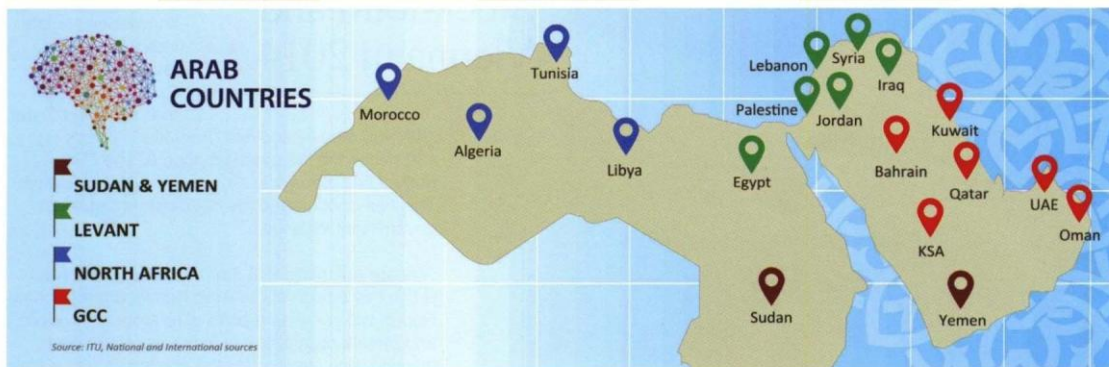 ARAB
COUNTRIES
SUDAN & YEMEN
LEVANT
NORTH AFRICA
GCC
Source: ITU, National and International sources
Morocco
Tunisia
Algeria
Libya
Egypt
Sudan
Lebanon
Syria
Iraq
Palestine
Jordan
Kuwait
Bahrain
Qatar
UAE
Oman
KSA
Yemen